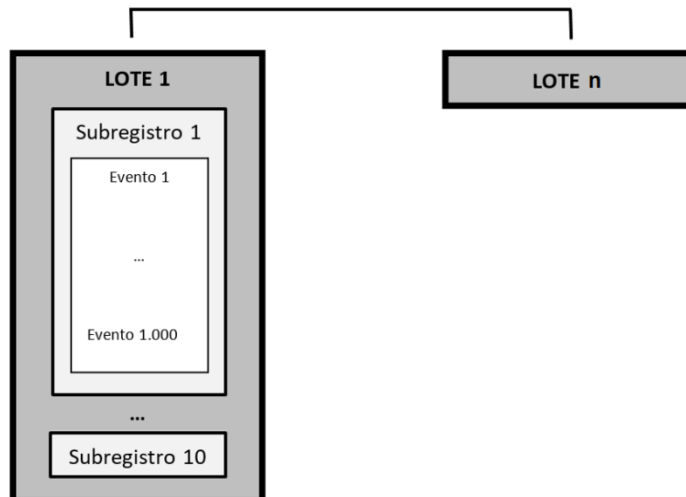 LOTE 1
Subregistro 1
Evento 1
...
Evento 1.000
...
Subregistro 10
LOTE n